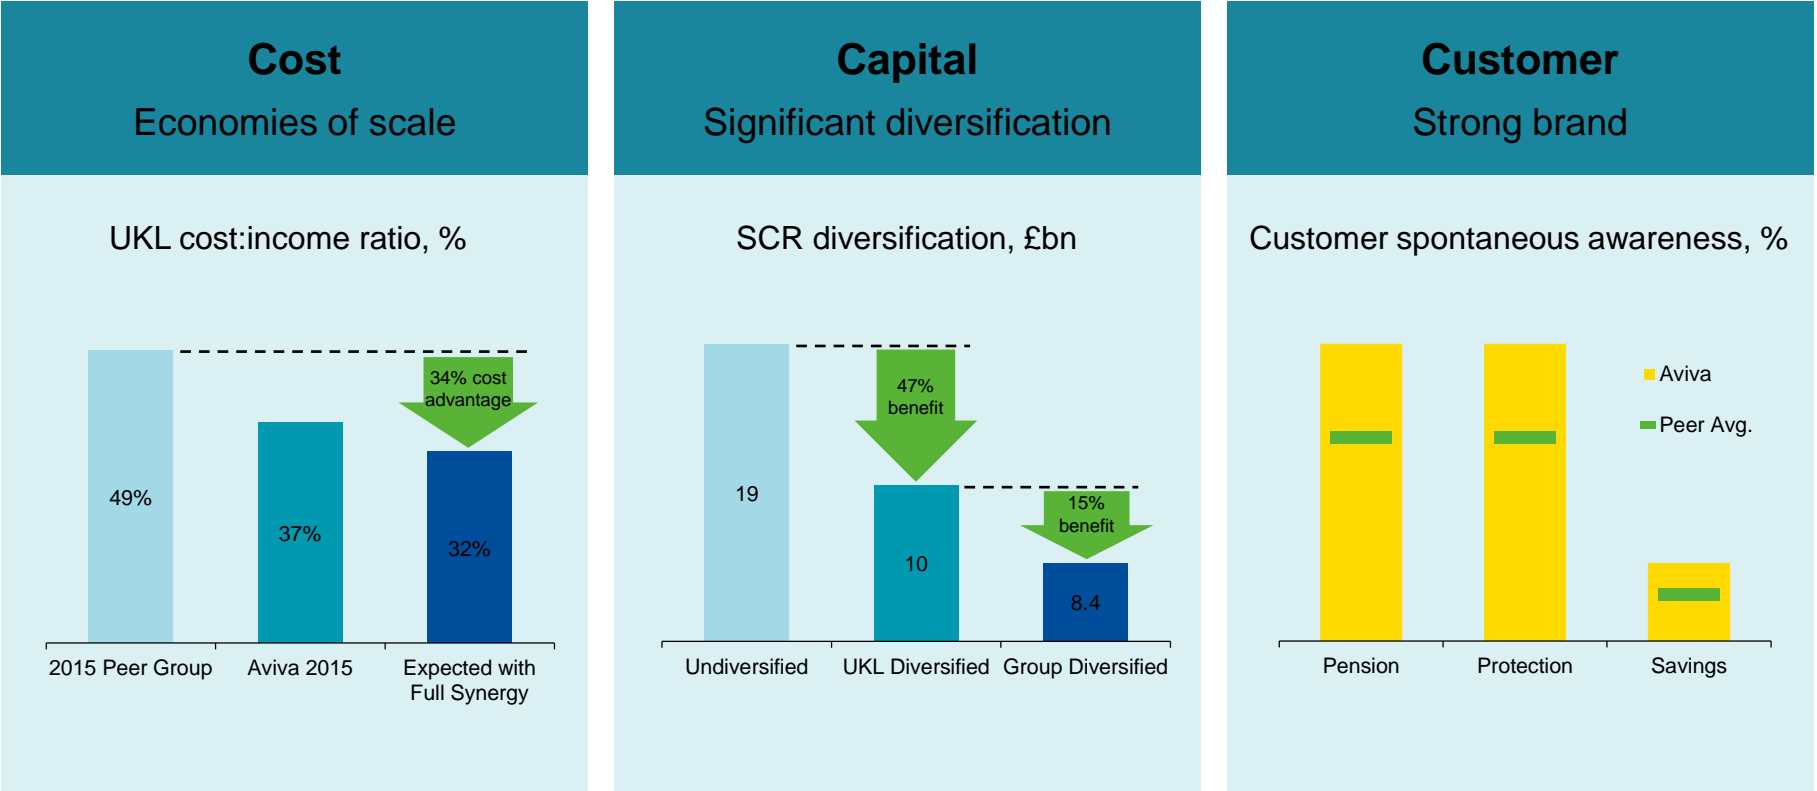 Cost
Economies of scale
UKL cost:income ratio, %
34% cost
advantage
49%
37%
32%
2015 Peer Group
Aviva 2015
Expected with
Full Synergy
Capital
Significant diversification
SCR diversification, £bn
47%
benefit
15%
benefit
19
10
8.4
Undiversified
UKL Diversified
Group Diversified
Customer
Strong brand
Customer spontaneous awareness, %
Aviva
Peer Avg.
Pension
Protection
Savings